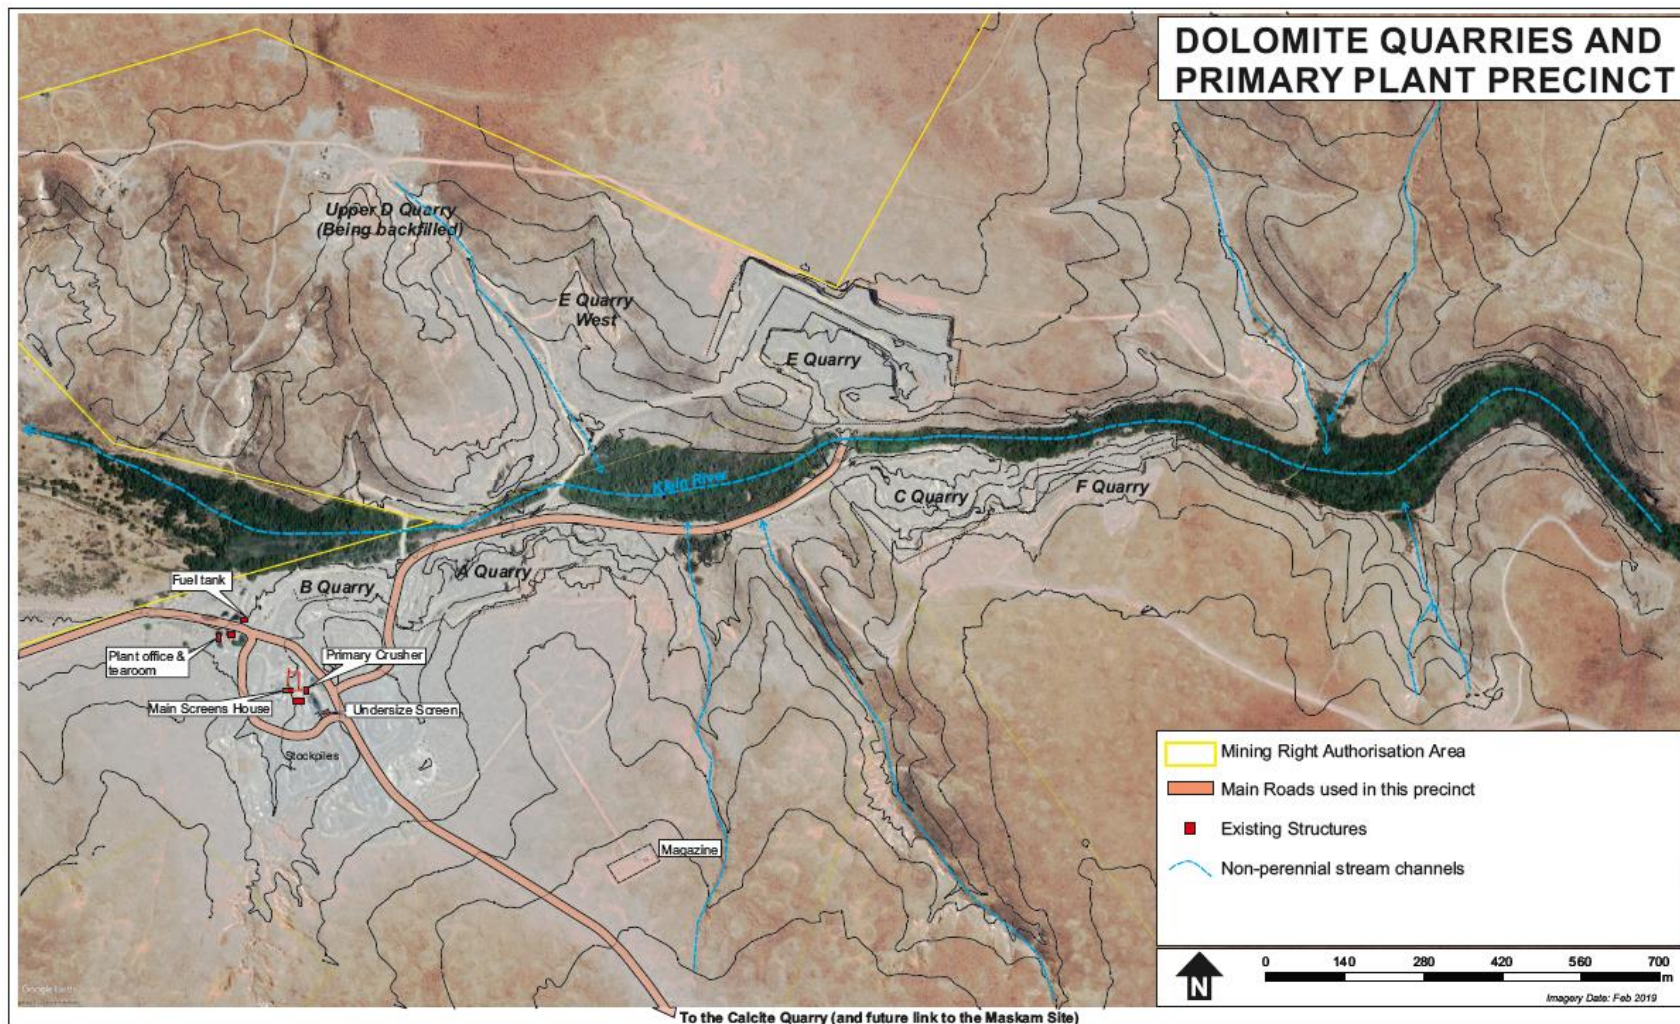 DOLOMITE QUARRIES AND
PRIMARY PLANT PRECINCT
Upper D Quarry
(Being backfilled)
E Quarry
West
E Quarry
Klein River
C Quarry
F Quarry
A Quarry
B Quarry
Fuel tank
Plant office &
tearoom
Primary Crusher
Main Screens House
Undersize Screen
Stockpiles
Magazine
Mining Right Authorisation Area
Main Roads used in this precinct
Existing Structures
Non-perennial stream channels
N
0 140 280 420 560 700
m
Imagery Date: Feb 2019
Google Earth
To the Calcite Quarry (and future link to the Maskam Site)